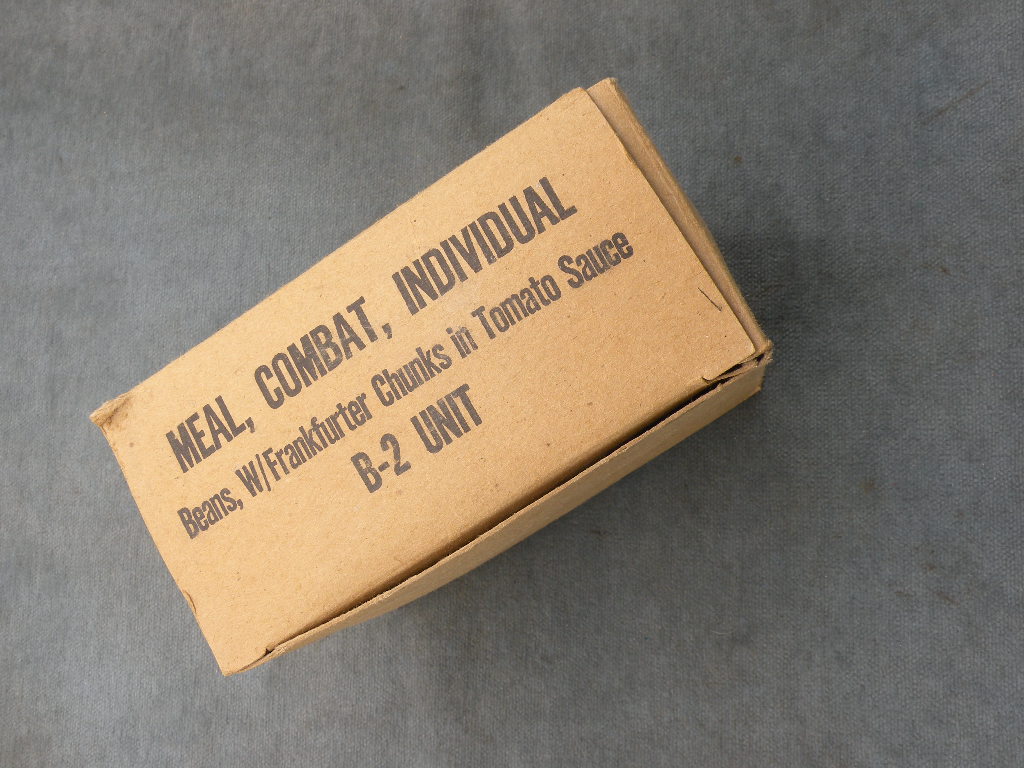 MEAL, COMBAT, INDIVIDUAL
Beans, W/Frankfurter Chunks in Tomato Sauce
B-2 UNIT